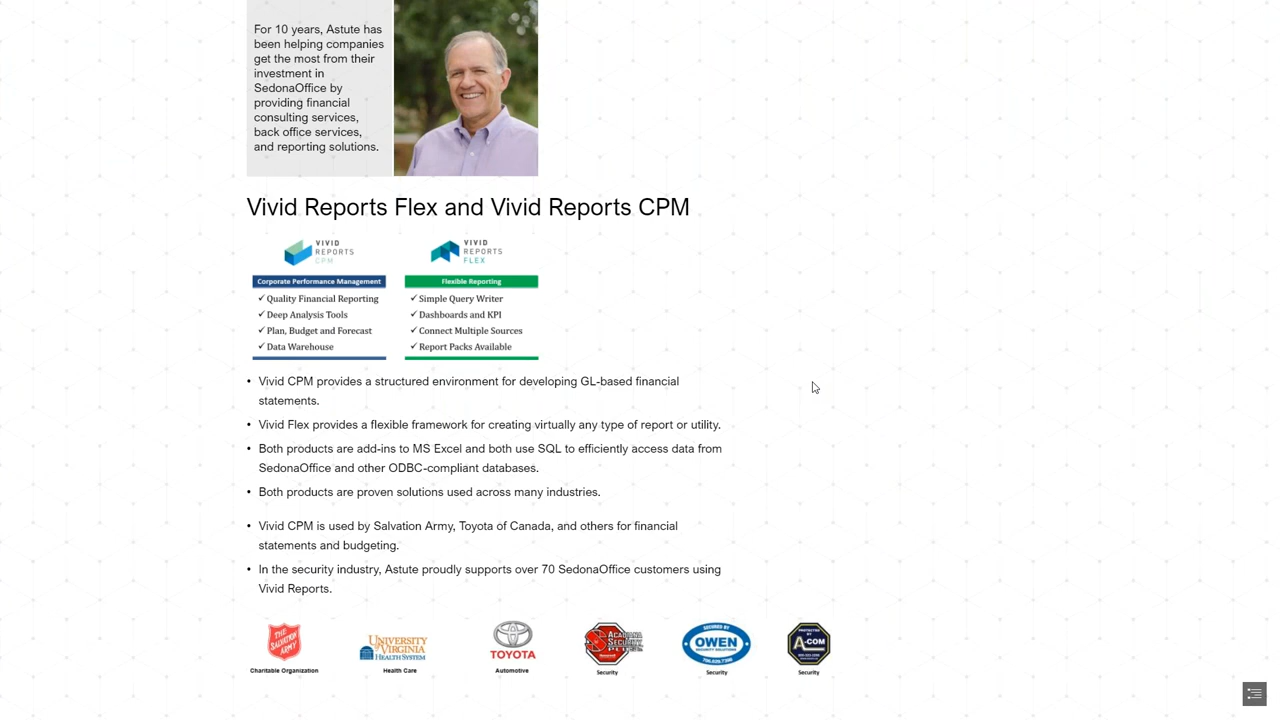 For 10 years, Astute has
been helping companies
get the most from their
investment in
SedonaOffice by
providing financial
consulting services,
back office services,
and reporting solutions.
Vivid Reports Flex and Vivid Reports CPM
VIVID
REPORTS
CPM
Corporate Performance Management
✓ Quality Financial Reporting
✓ Deep Analysis Tools
✓ Plan, Budget and Forecast
✓ Data Warehouse
VIVID
REPORTS
FLEX
Flexible Reporting
✓ Simple Query Writer
✓ Dashboards and KPI
✓ Connect Multiple Sources
✓ Report Packs Available
• Vivid CPM provides a structured environment for developing GL-based financial
statements.
• Vivid Flex provides a flexible framework for creating virtually any type of report or utility.
• Both products are add-ins to MS Excel and both use SQL to efficiently access data from
SedonaOffice and other ODBC-compliant databases.
• Both products are proven solutions used across many industries.
• Vivid CPM is used by Salvation Army, Toyota of Canada, and others for financial
statements and budgeting.
• In the security industry, Astute proudly supports over 70 SedonaOffice customers using
Vivid Reports.
THE
SALVATION
ARMY
Charitable Organization
UNIVERSITY
VIRGINIA
HEALTH SYSTEM
Health Care
TOYOTA
Automotive
ACADIANA
SECURITY
PLUS
Security
SECURED BY
OWEN
SECURITY SOLUTIONS
Security
PROTECTED
BY
A-COM
Security